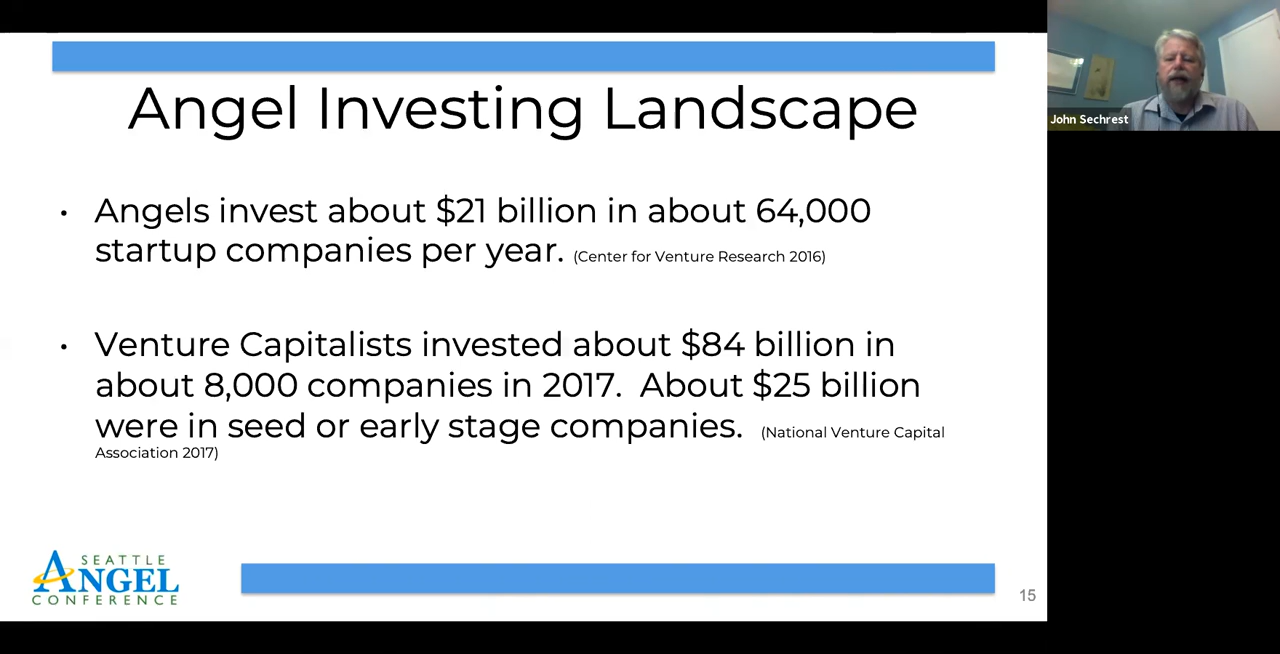 Angel Investing Landscape
• Angels invest about $21 billion in about 64,000
startup companies per year. (Center for Venture Research 2016)
• Venture Capitalists invested about $84 billion in
about 8,000 companies in 2017. About $25 billion
were in seed or early stage companies. (National Venture Capital
Association 2017)
SEATTLE
ANGEL
CONFERENCE
15
John Sechrest